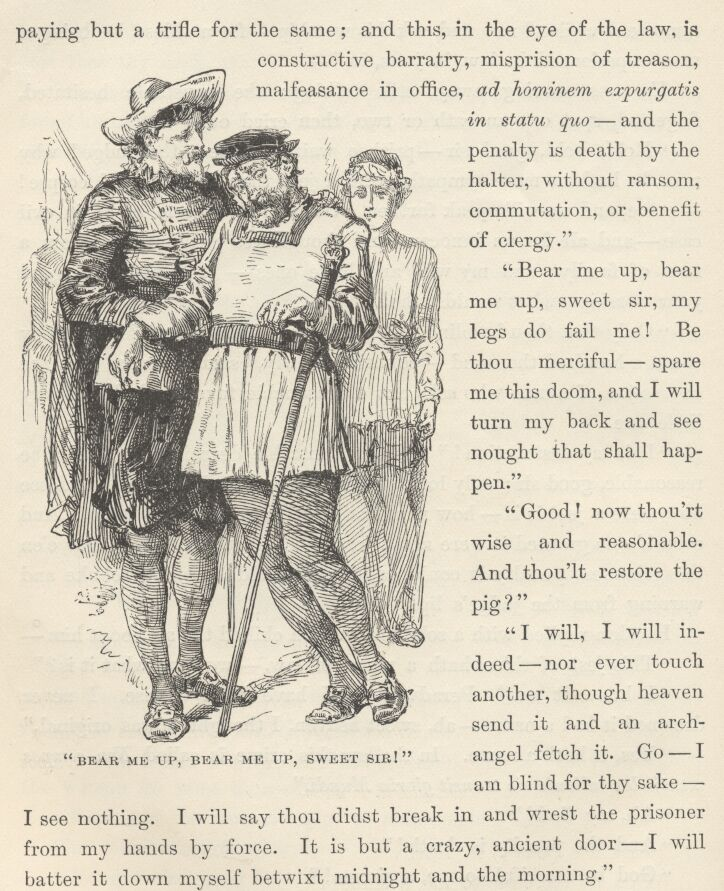 paying but a trifle for the same; and this, in the eye of the law, is
constructive barratry, misprision of treason,
malfeasance in office, ad hominem expurgatis
in statu quo — and the
penalty is death by the
halter, without ransom,
commutation, or benefit
of clergy."
"Bear me up, bear
me up, sweet sir, my
legs do fail me! Be
thou merciful — spare
me this doom, and I will
turn my back and see
nought that shall hap-
pen."
"Good! now thou'rt
wise and reasonable.
And thou'lt restore the
pig?"
"I will, I will in-
deed — nor ever touch
another, though heaven
send it and an arch-
angel fetch it. Go — I
am blind for thy sake —
"BEAR ME UP, BEAR ME UP, SWEET SIR!"
I see nothing. I will say thou didst break in and wrest the prisoner
from my hands by force. It is but a crazy, ancient door — I will
batter it down myself betwixt midnight and the morning."